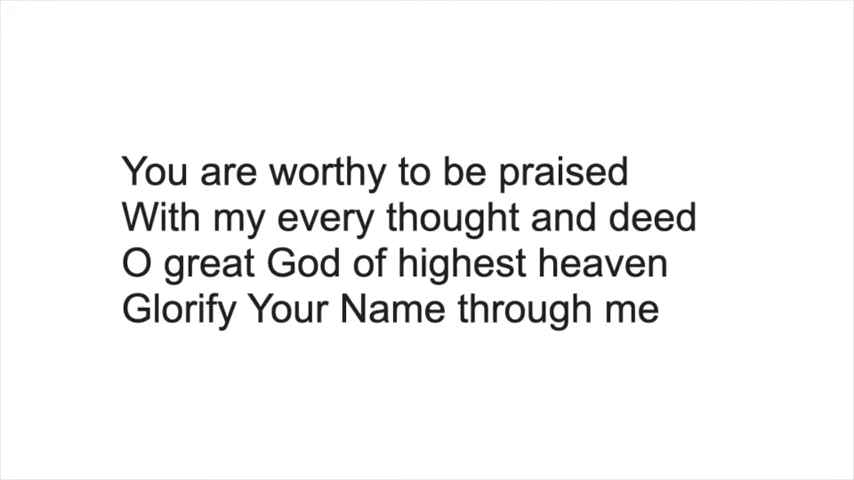 You are worthy to be praised
With my every thought and deed
O great God of highest heaven
Glorify Your Name through me